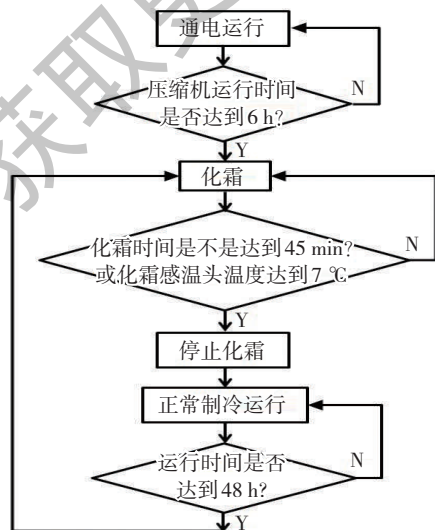 获取更
通电运行
压缩机运行时间
是否达到6 h?
N
Y
化霜
化霜时间是不是达到45 min?
或化霜感温头温度达到7 ℃
N
Y
停止化霜
正常制冷运行
运行时间是否
达到48 h?
N
Y